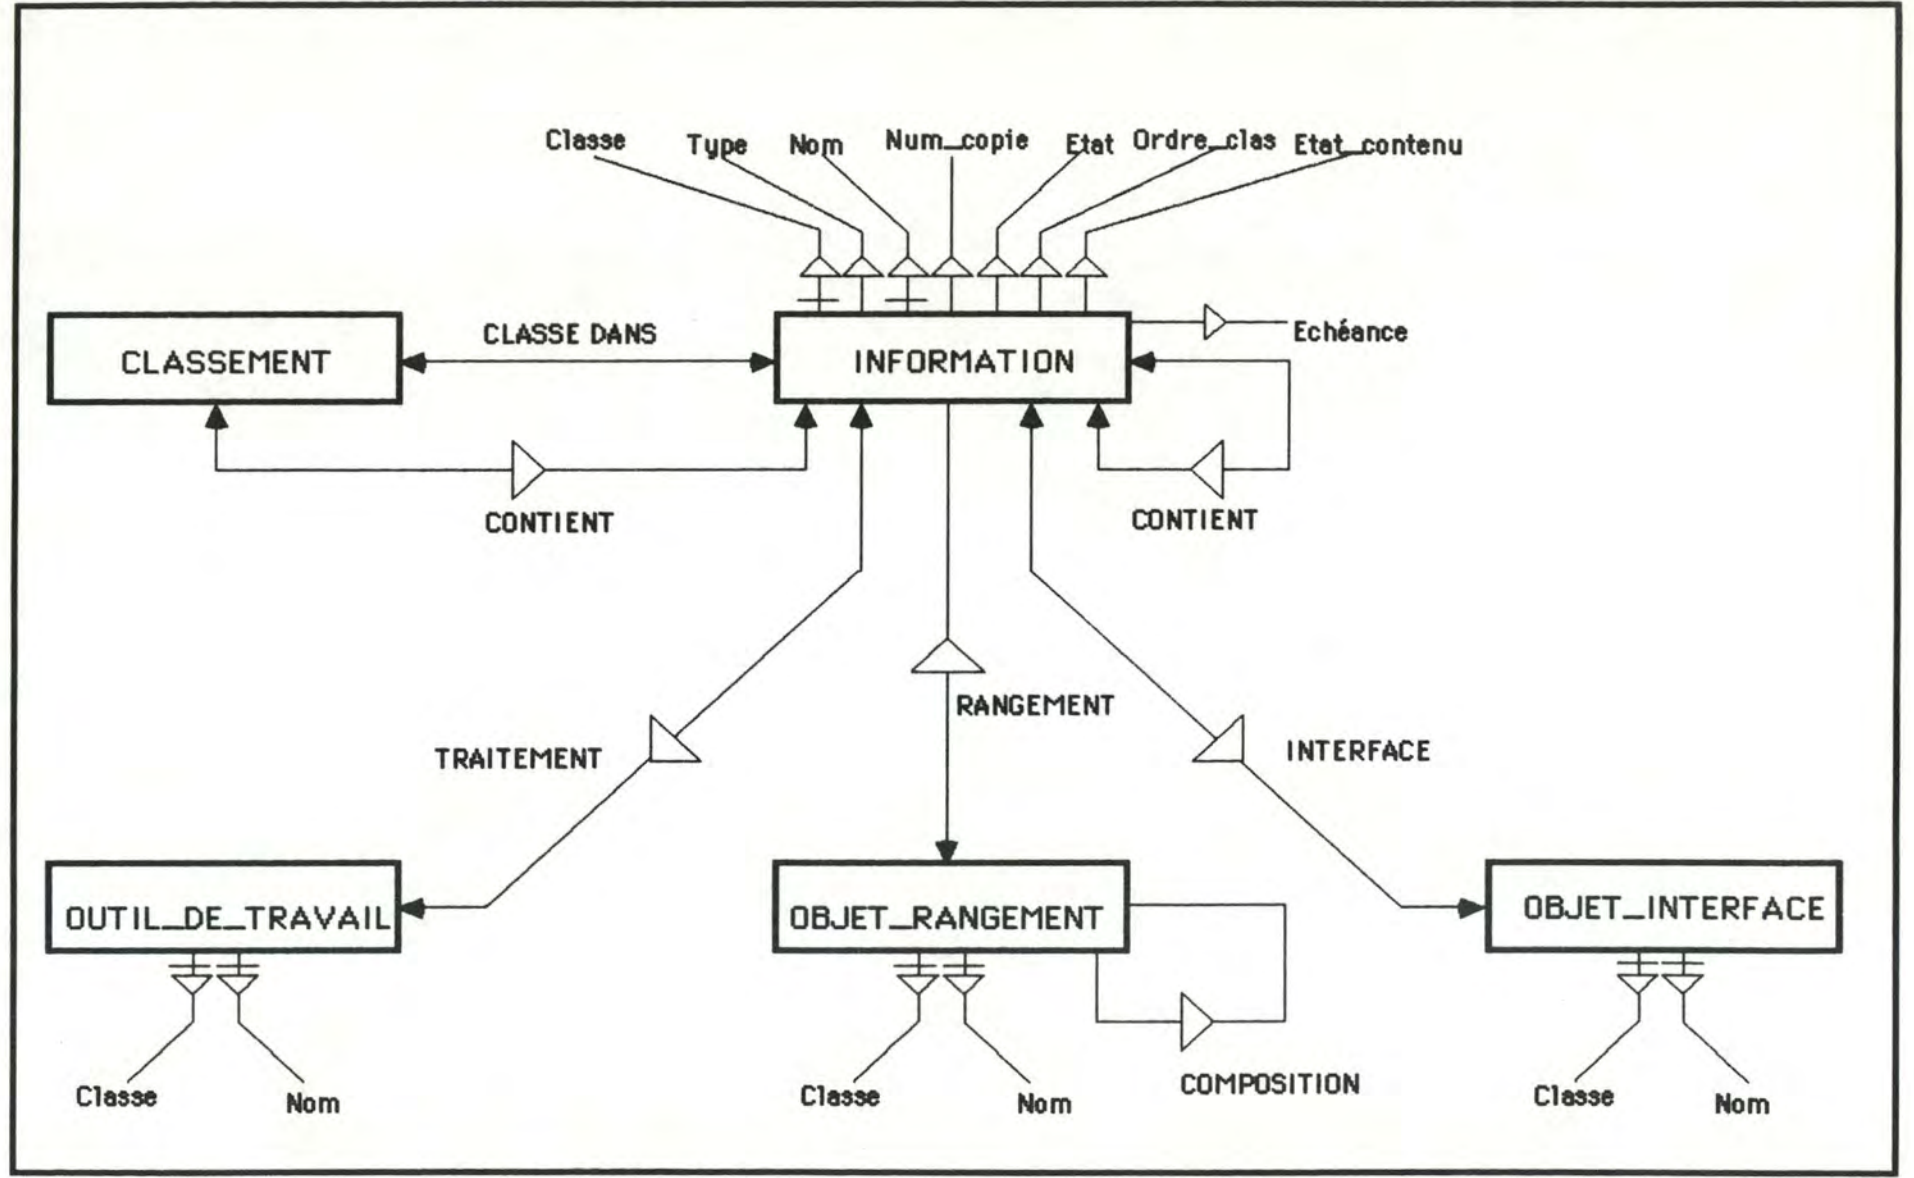 Classe
Type
Nom
Num_copie
Etat
Ordre_clas
Etat_contenu
CLASSEMENT
CLASSE DANS
INFORMATION
Echéance
CONTIENT
CONTIENT
RANGEMENT
TRAITEMENT
INTERFACE
OUTIL_DE_TRAVAIL
OBJET_RANGEMENT
OBJET_INTERFACE
Classe
Nom
Classe
Nom
COMPOSITION
Classe
Nom